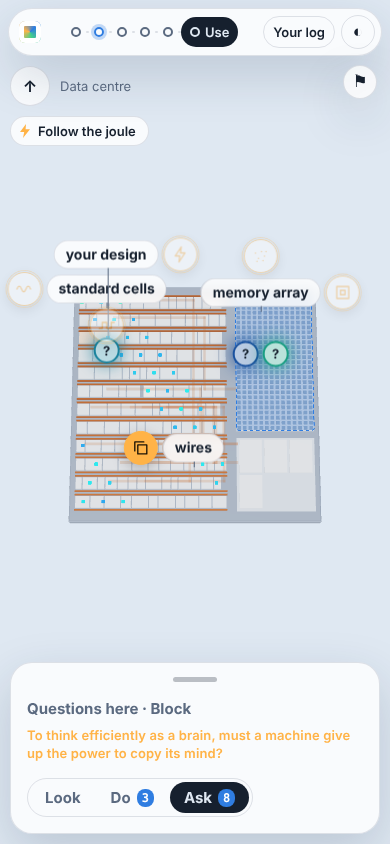 Use
Your log
Data centre
Follow the joule
your design
standard cells
memory array
?
? ?
wires
Questions here · Block
To think efficiently as a brain, must a machine give
up the power to copy its mind?
Look
Do 3
Ask 8